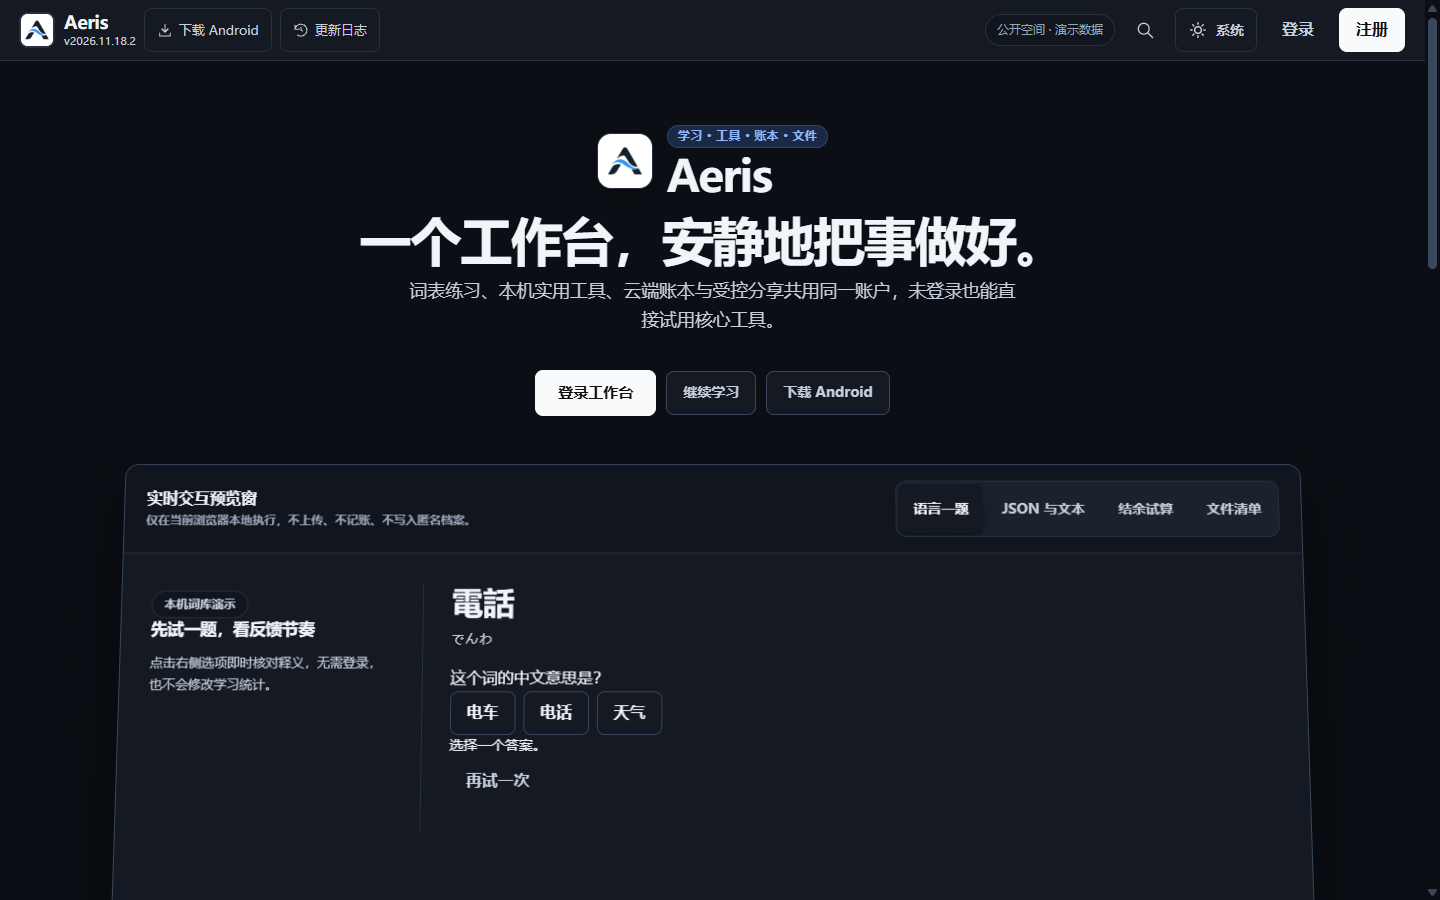 Aeris
v2026.11.18.2
下载 Android
更新日志
公开空间 · 演示数据
系统
登录
注册
学习 • 工具 • 账本 • 文件
Aeris
一个工作台，安静地把事做好。
词表练习、本机实用工具、云端账本与受控分享共用同一账户，未登录也能直
接试用核心工具。
登录工作台
继续学习
下载 Android
实时交互预览窗
仅在当前浏览器本地执行，不上传、不记账、不写入匿名档案。
语言一题
JSON 与文本
结余试算
文件清单
本机词库演示
先试一题，看反馈节奏
点击右侧选项即时核对释义，无需登录，
也不会修改学习统计。
電話
でんわ
这个词的中文意思是？
电车
电话
天气
选择一个答案。
再试一次